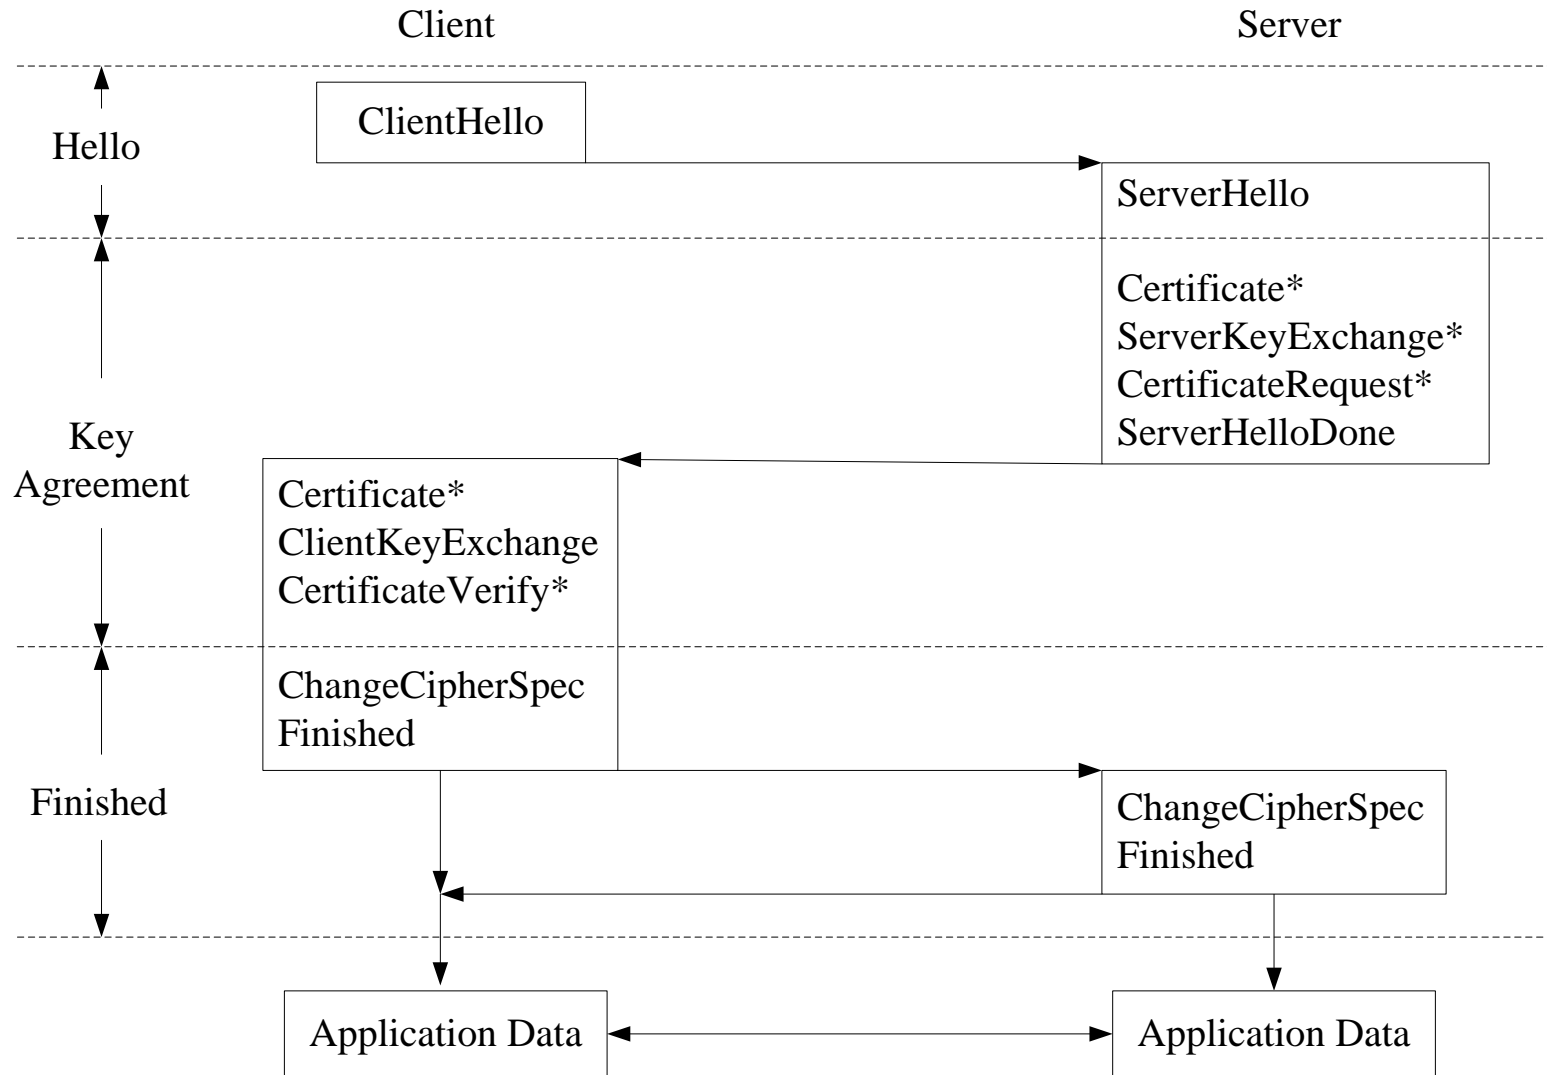 Client
Server
Hello
ClientHello
ServerHello
Certificate*
ServerKeyExchange*
CertificateRequest*
ServerHelloDone
Key
Agreement
Certificate*
ClientKeyExchange
CertificateVerify*
ChangeCipherSpec
Finished
Finished
ChangeCipherSpec
Finished
Application Data
Application Data